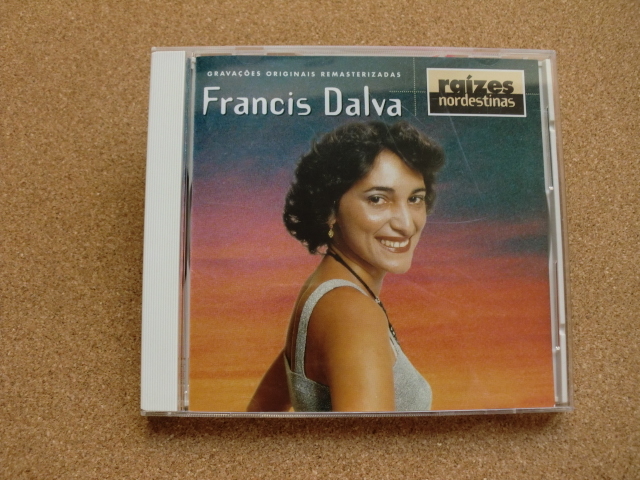 GRAVAÇÕES ORIGINAIS REMASTERIZADAS
Francis Dalva
raízes
nordestinas